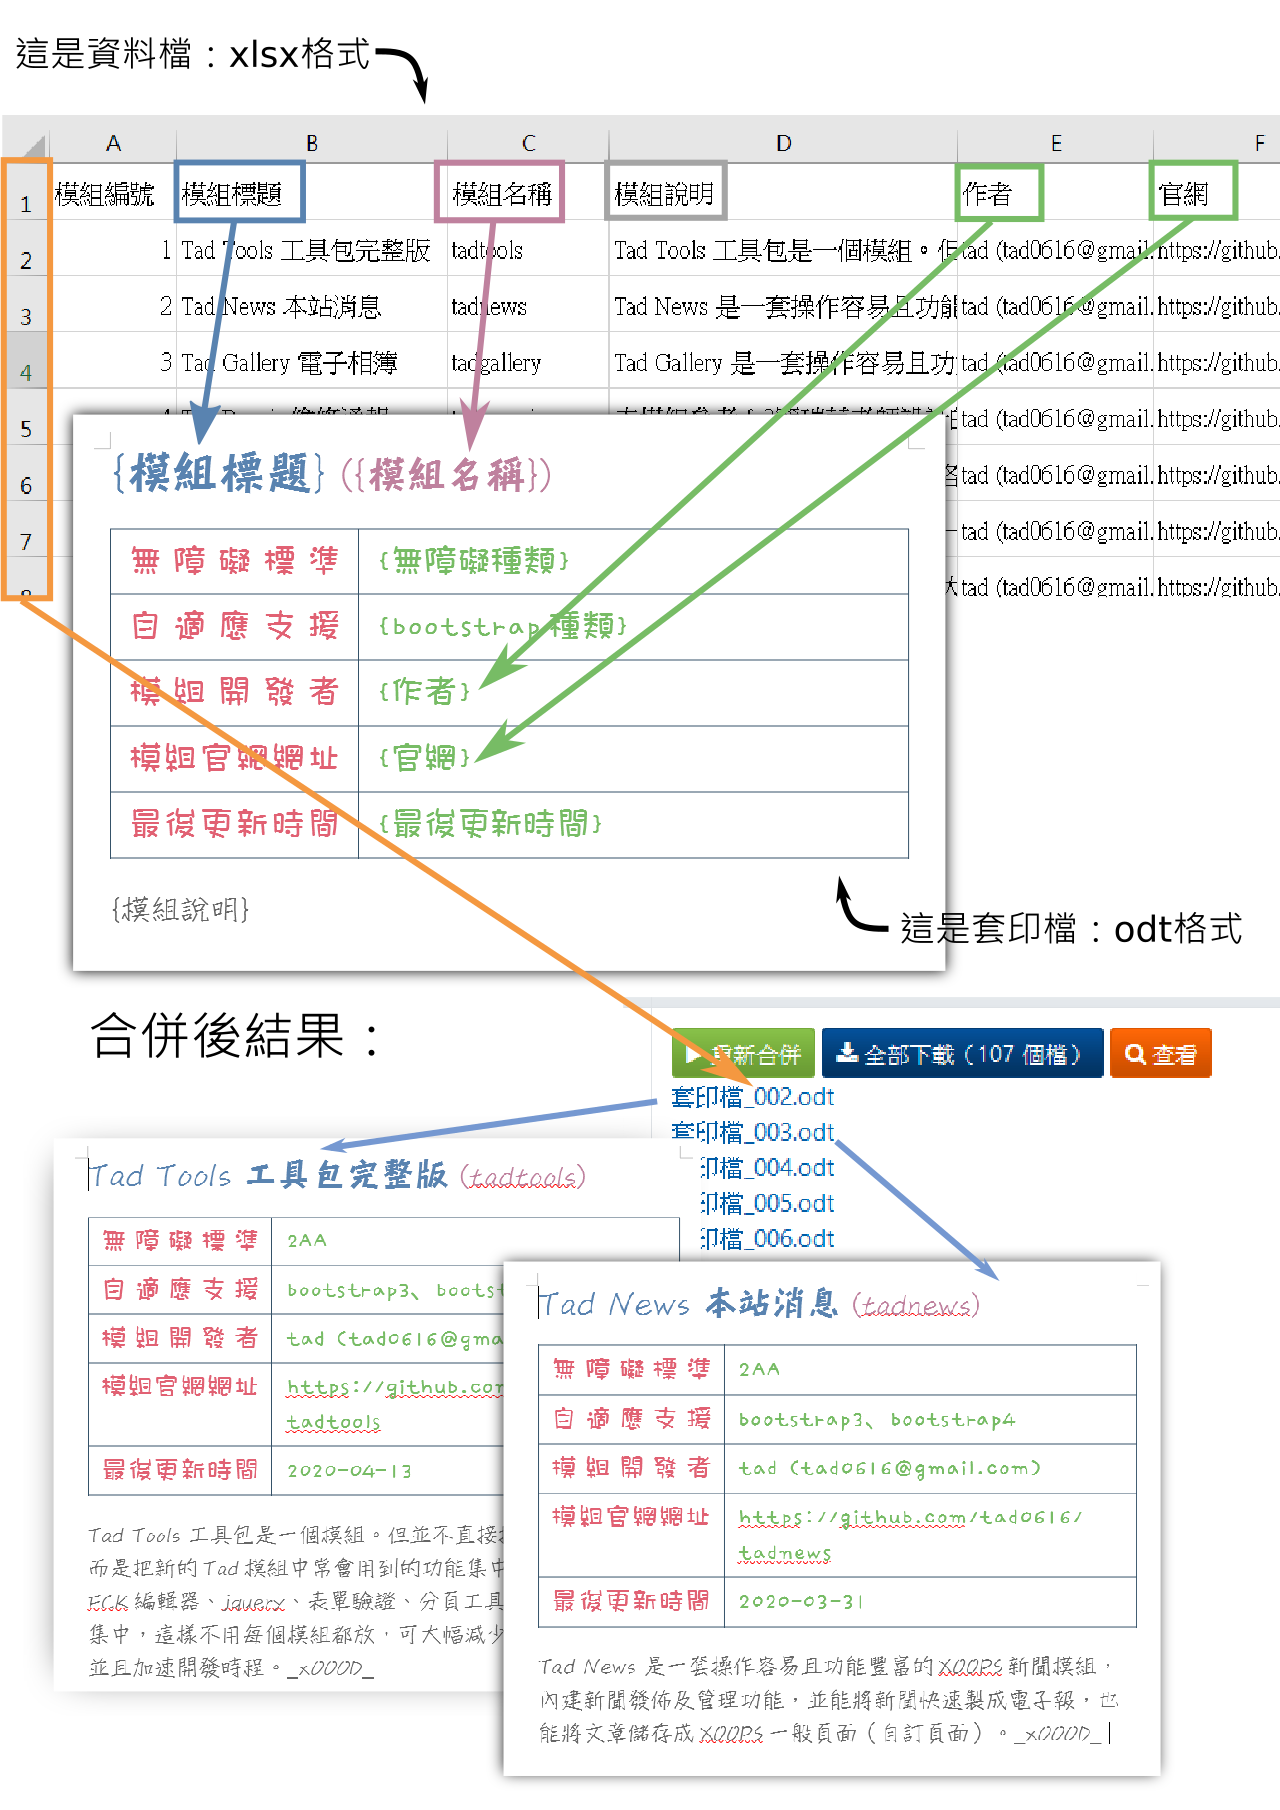 這是資料檔：xlsx格式
A B C D E F
1 模組編號 模組標題 模組名稱 模組說明 作者 官網
2 1 Tad Tools 工具包完整版 tadtools Tad Tools 工具包是一個模組。但 tad (tad0616@gmail. https://github.
3 2 Tad News 本站消息 tadnews Tad News 是一套操作容易且功能 tad (tad0616@gmail. https://github.
4 3 Tad Gallery 電子相簿 tadgallery Tad Gallery 是一套操作容易且功 tad (tad0616@gmail. https://github.
5 tad (tad0616@gmail. https://github.
6 tad (tad0616@gmail. https://github.
7 tad (tad0616@gmail. https://github.
8 tad (tad0616@gmail. https://github.
{模組標題} ({模組名稱})
無障礙標準 {無障礙種類}
自適應支援 {bootstrap種類}
模組開發者 {作者}
模組官網網址 {官網}
最後更新時間 {最後更新時間}
{模組說明}
這是套印檔：odt格式
合併後結果：
重新合併 全部下載（107 個檔） 查看
套印檔_002.odt
套印檔_003.odt
印檔_004.odt
印檔_005.odt
印檔_006.odt
Tad Tools 工具包完整版 (tadtools)
無障礙標準 2AA
自適應支援 bootstrap3、bootst
模組開發者 tad (tad0616@gma
模組官網網址 https://github.com
tadtools
最後更新時間 2020-04-13
Tad Tools 工具包是一個模組。但並不直接
而是把新的 Tad 模組中常會用到的功能集中
FCK 編輯器、jquery、表單驗證、分頁工具
集中，這樣不用每個模組都放，可大幅減少
並且加速開發時程。_x000D_
Tad News 本站消息 (tadnews)
無障礙標準 2AA
自適應支援 bootstrap3、bootstrap4
模組開發者 tad (tad0616@gmail.com)
模組官網網址 https://github.com/tad0616/
tadnews
最後更新時間 2020-03-31
Tad News 是一套操作容易且功能豐富的 XOOPS 新聞模組，
內建新聞發佈及管理功能，並能將新聞快速製成電子報，也
能將文章儲存成 XOOPS 一般頁面（自訂頁面）。_x000D_